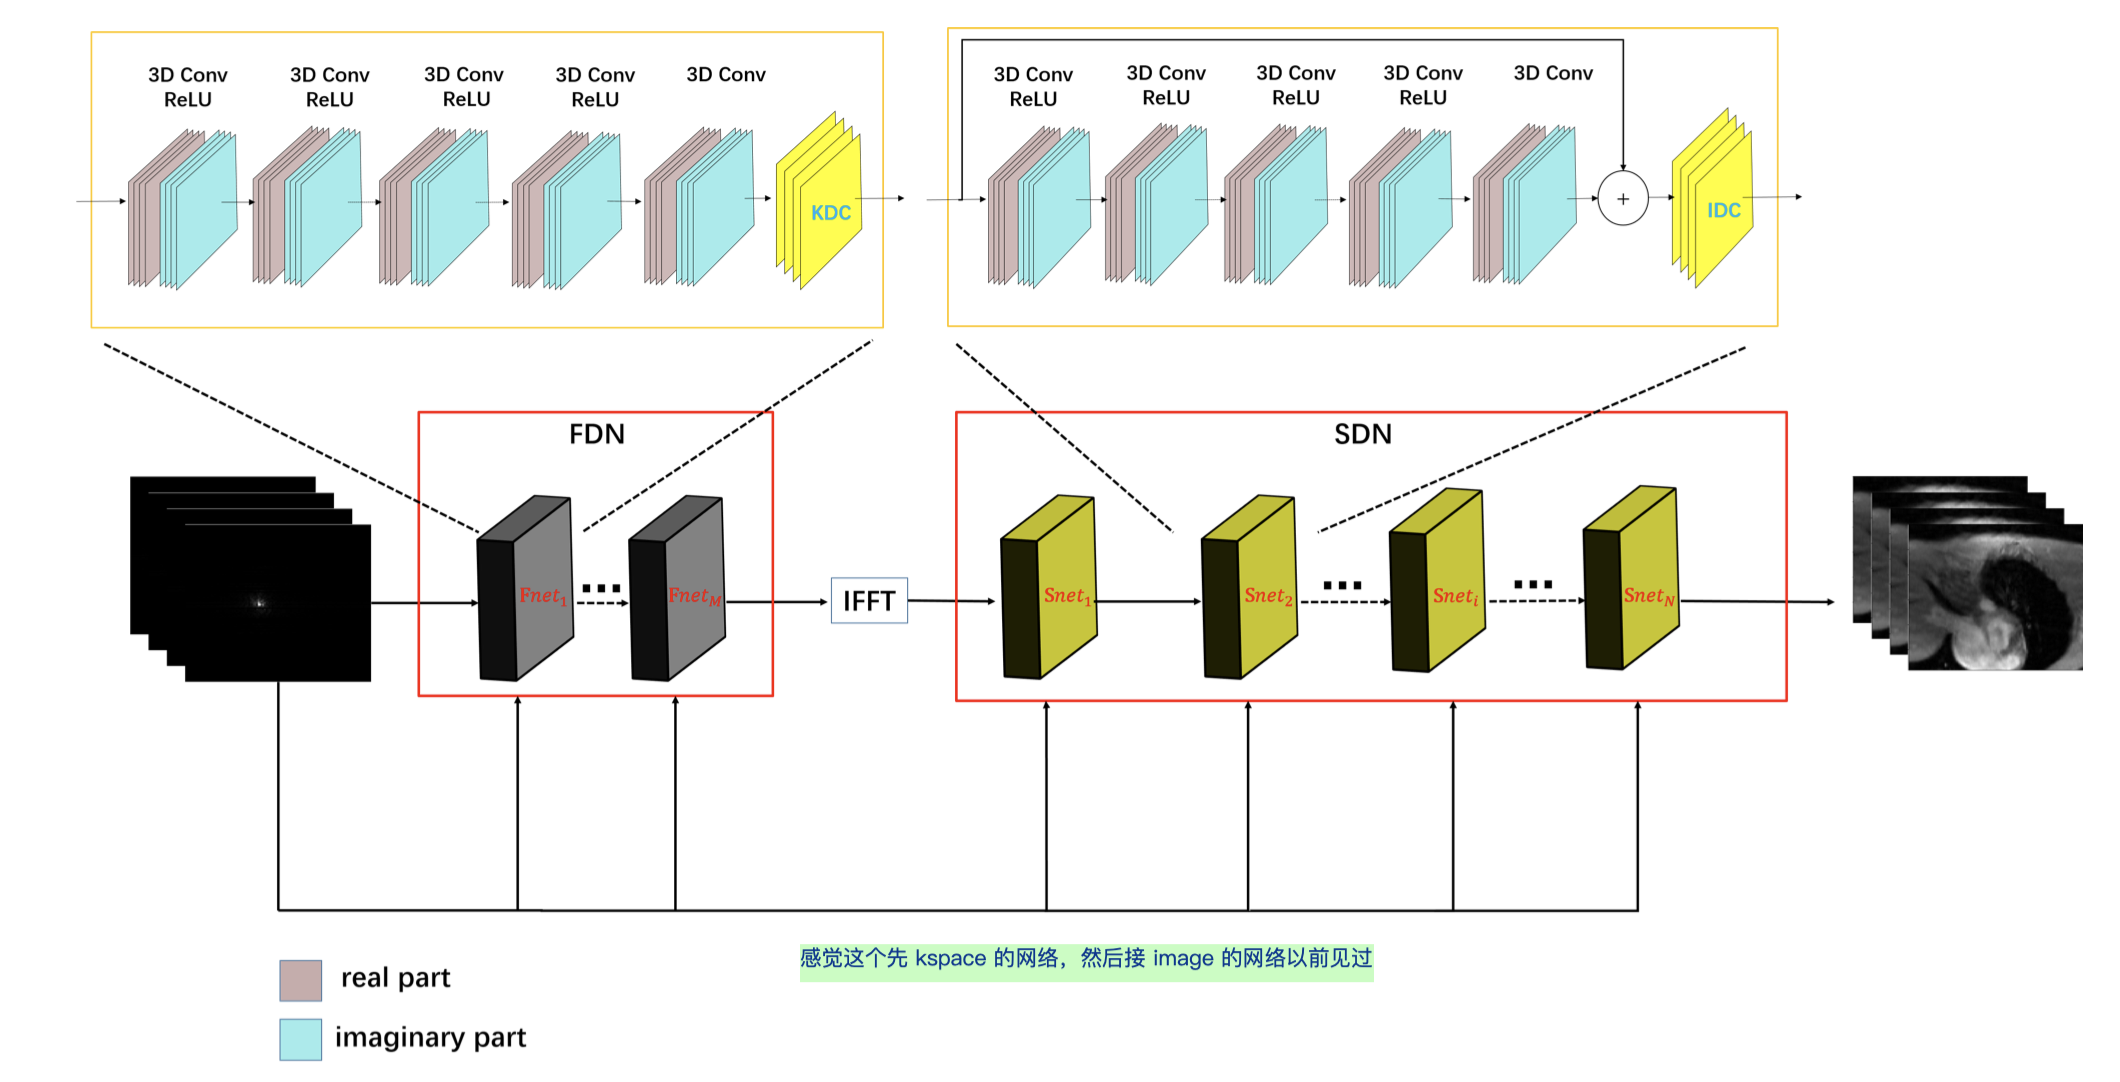 3D Conv
ReLU
3D Conv
ReLU
3D Conv
ReLU
3D Conv
ReLU
3D Conv
KDC
3D Conv
ReLU
3D Conv
ReLU
3D Conv
ReLU
3D Conv
ReLU
3D Conv
+
IDC
FDN
SDN
Fnet₁
...
Fnet_M
IFFT
Snet₁
Snet₂
...
Snet_i
...
Snet_N
感觉这个先 kspace 的网络，然后接 image 的网络以前见过
real part
imaginary part